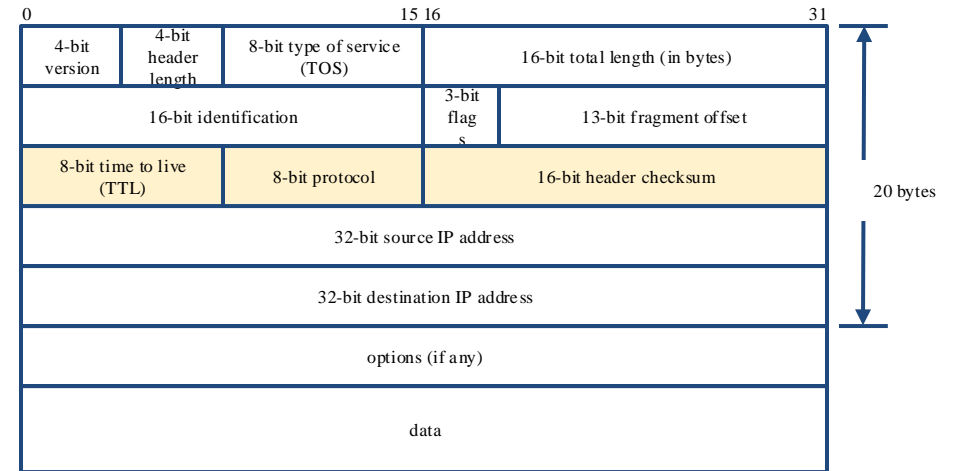 0 15 16 31
4-bit
version
4-bit
header
length
8-bit type of service
(TOS)
16-bit total length (in bytes)
16-bit identification
3-bit
flag
s
13-bit fragment offset
8-bit time to live
(TTL)
8-bit protocol
16-bit header checksum
20 bytes
32-bit source IP address
32-bit destination IP address
options (if any)
data